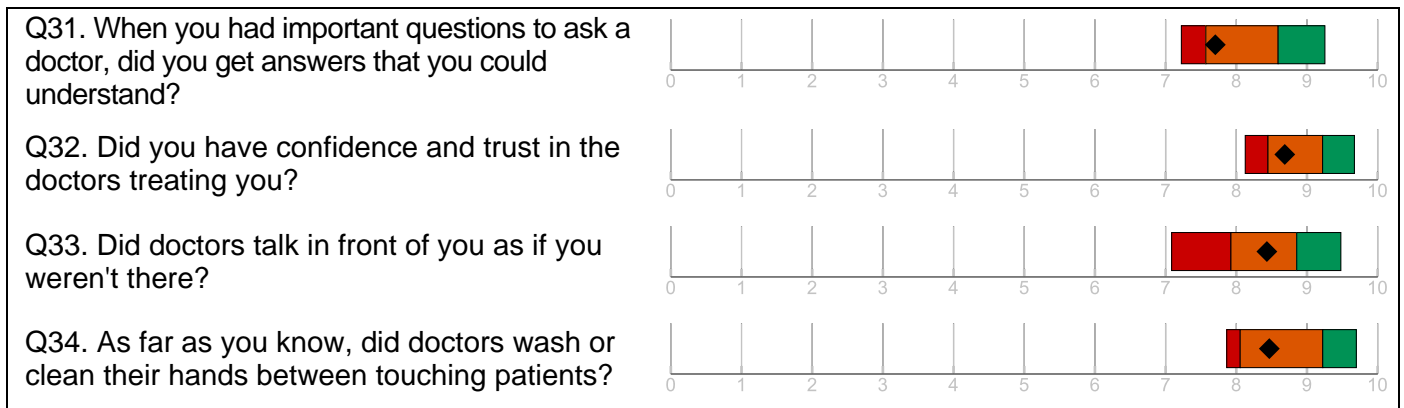 Q31. When you had important questions to ask a
doctor, did you get answers that you could
understand?
0 1 2 3 4 5 6 7 8 9 10
Q32. Did you have confidence and trust in the
doctors treating you?
0 1 2 3 4 5 6 7 8 9 10
Q33. Did doctors talk in front of you as if you
weren't there?
0 1 2 3 4 5 6 7 8 9 10
Q34. As far as you know, did doctors wash or
clean their hands between touching patients?
0 1 2 3 4 5 6 7 8 9 10